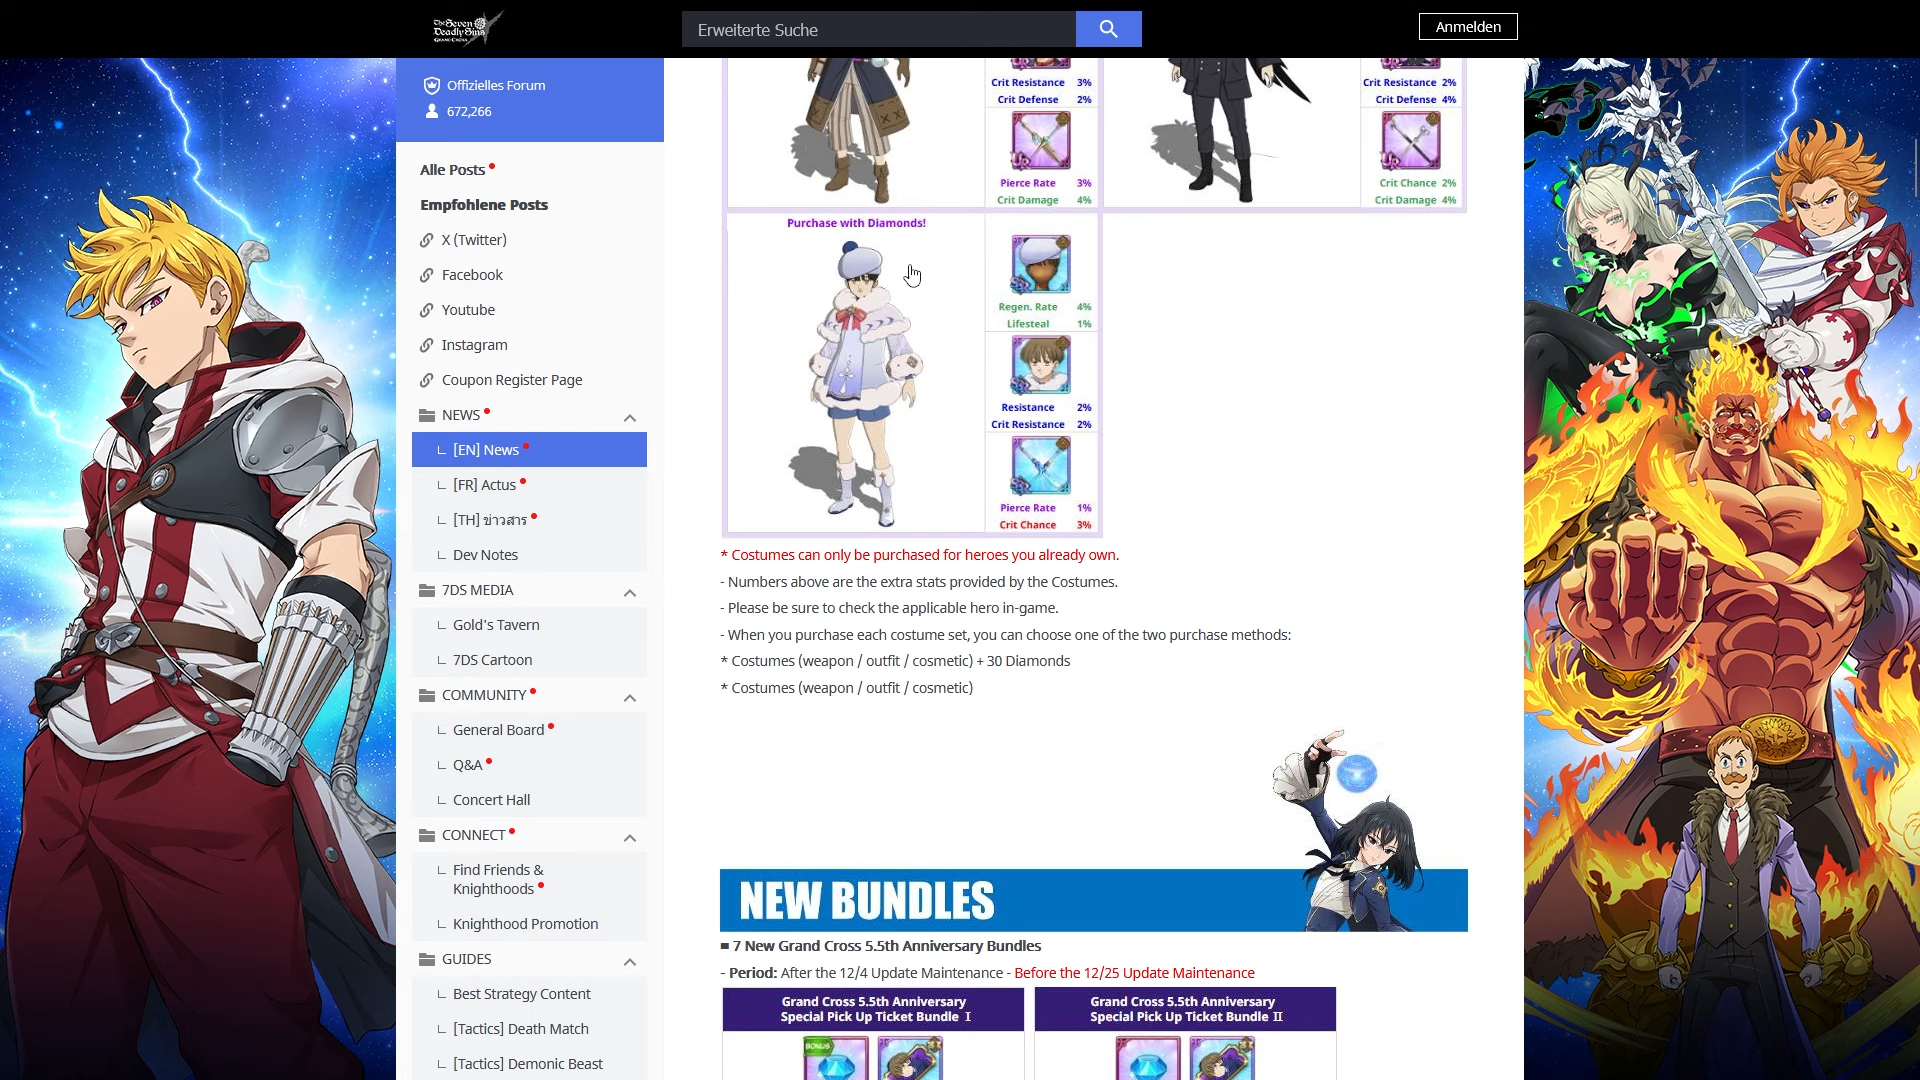 The Seven
Deadly Sins
GRAND CROSS
Erweiterte Suche
Anmelden
Offizielles Forum
672,266
Alle Posts
Empfohlene Posts
X (Twitter)
Facebook
Youtube
Instagram
Coupon Register Page
NEWS
[EN] News
[FR] Actus
[TH] ข่าวสาร
Dev Notes
7DS MEDIA
Gold's Tavern
7DS Cartoon
COMMUNITY
General Board
Q&A
Concert Hall
CONNECT
Find Friends &
Knighthoods
Knighthood Promotion
GUIDES
Best Strategy Content
[Tactics] Death Match
[Tactics] Demonic Beast
Crit Resistance 3%
Crit Defense 2%
Pierce Rate 3%
Crit Damage 4%
Crit Resistance 2%
Crit Defense 4%
Crit Chance 2%
Crit Damage 4%
Purchase with Diamonds!
Regen. Rate 4%
Lifesteal 1%
Resistance 2%
Crit Resistance 2%
Pierce Rate 1%
Crit Chance 3%
* Costumes can only be purchased for heroes you already own.
- Numbers above are the extra stats provided by the Costumes.
- Please be sure to check the applicable hero in-game.
- When you purchase each costume set, you can choose one of the two purchase methods:
* Costumes (weapon / outfit / cosmetic) + 30 Diamonds
* Costumes (weapon / outfit / cosmetic)
NEW BUNDLES
■ 7 New Grand Cross 5.5th Anniversary Bundles
- Period: After the 12/4 Update Maintenance - Before the 12/25 Update Maintenance
Grand Cross 5.5th Anniversary
Special Pick Up Ticket Bundle Ⅰ
Grand Cross 5.5th Anniversary
Special Pick Up Ticket Bundle Ⅱ
BONUS